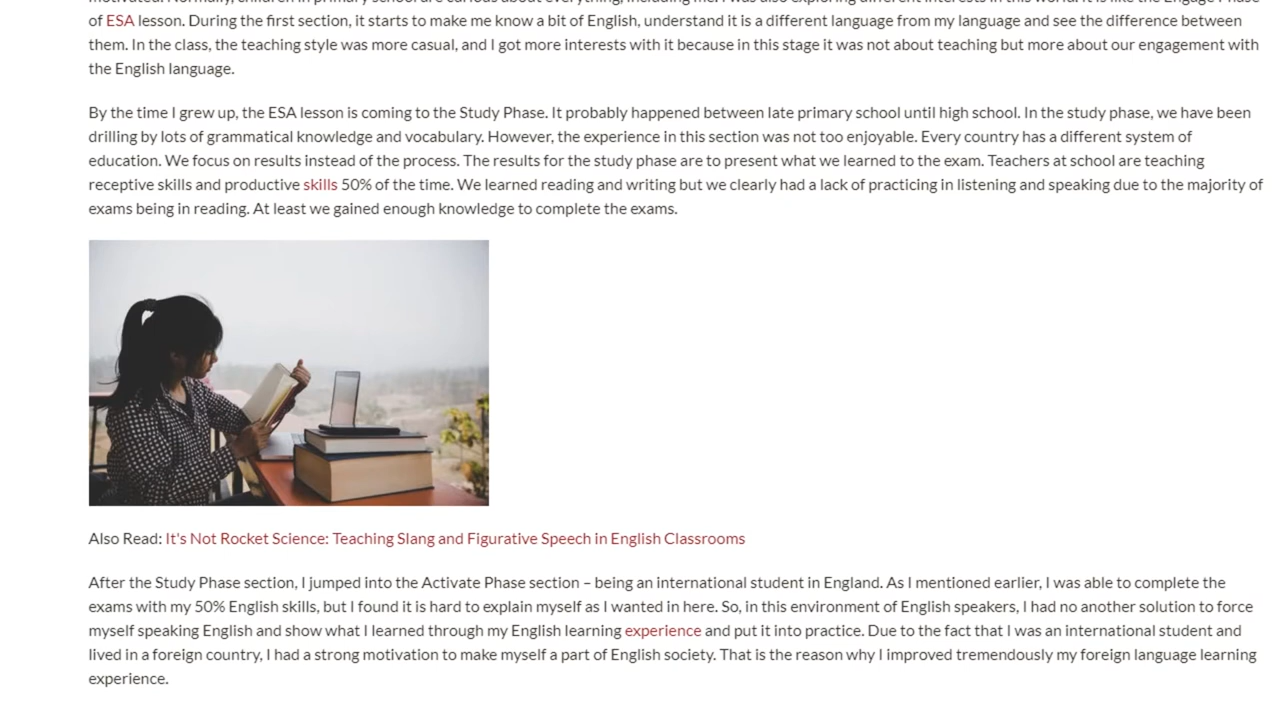 of ESA lesson. During the first section, it starts to make me know a bit of English, understand it is a different language from my language and see the difference between
them. In the class, the teaching style was more casual, and I got more interests with it because in this stage it was not about teaching but more about our engagement with
the English language.
By the time I grew up, the ESA lesson is coming to the Study Phase. It probably happened between late primary school until high school. In the study phase, we have been
drilling by lots of grammatical knowledge and vocabulary. However, the experience in this section was not too enjoyable. Every country has a different system of
education. We focus on results instead of the process. The results for the study phase are to present what we learned to the exam. Teachers at school are teaching
receptive skills and productive skills 50% of the time. We learned reading and writing but we clearly had a lack of practicing in listening and speaking due to the majority of
exams being in reading. At least we gained enough knowledge to complete the exams.
Also Read: It's Not Rocket Science: Teaching Slang and Figurative Speech in English Classrooms
After the Study Phase section, I jumped into the Activate Phase section – being an international student in England. As I mentioned earlier, I was able to complete the
exams with my 50% English skills, but I found it is hard to explain myself as I wanted in here. So, in this environment of English speakers, I had no another solution to force
myself speaking English and show what I learned through my English learning experience and put it into practice. Due to the fact that I was an international student and
lived in a foreign country, I had a strong motivation to make myself a part of English society. That is the reason why I improved tremendously my foreign language learning
experience.